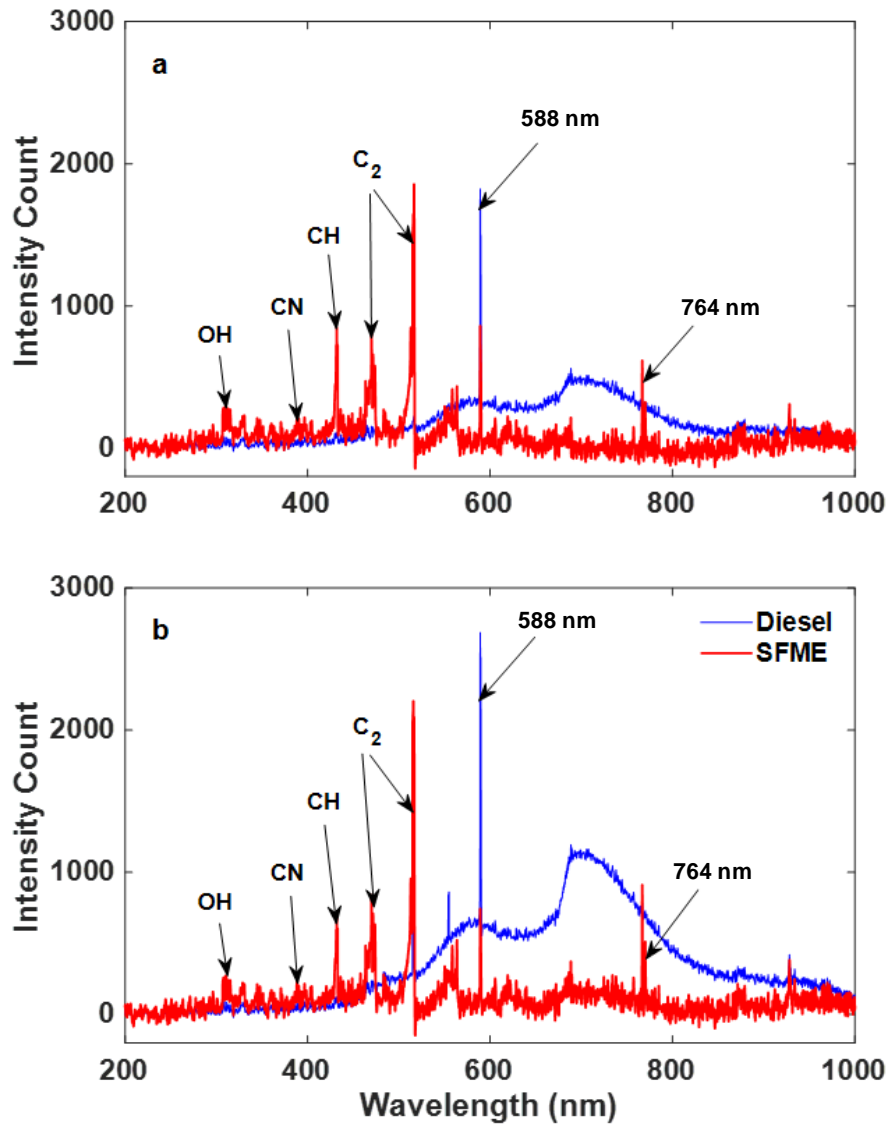 3000
a
588 nm
2000
C2
CH
1000
764 nm
CN
OH
0
Intensity Count
200 400 600 800 1000
3000
b
588 nm
Diesel
SFME
2000
C2
CH
1000
CN
764 nm
OH
0
Intensity Count
200 400 600 800 1000
Wavelength (nm)